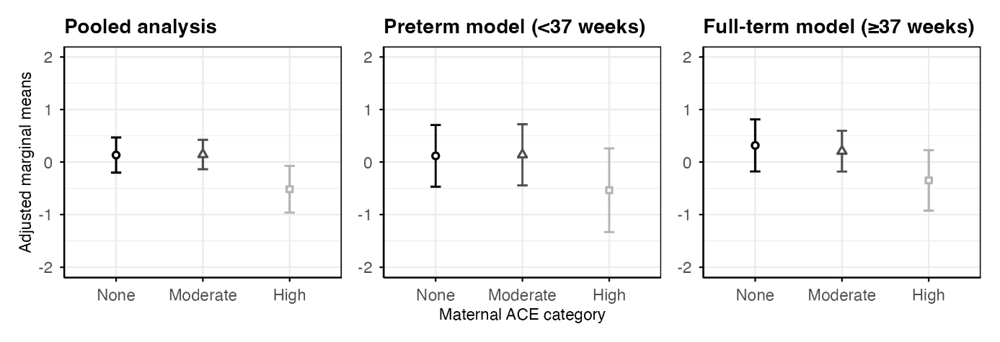 Pooled analysis
Preterm model (<37 weeks)
Full-term model (≥37 weeks)
Adjusted marginal means
2
1
0
-1
-2
None Moderate High
2
1
0
-1
-2
None Moderate High
2
1
0
-1
-2
None Moderate High
Maternal ACE category